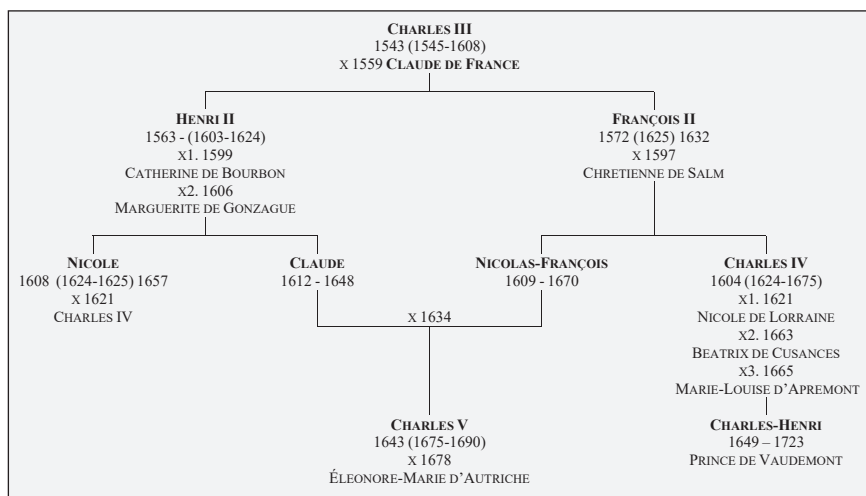 CHARLES III
1543 (1545-1608)
X 1559 CLAUDE DE FRANCE
HENRI II
1563 - (1603-1624)
X1. 1599
CATHERINE DE BOURBON
X2. 1606
MARGUERITE DE GONZAGUE
FRANÇOIS II
1572 (1625) 1632
X 1597
CHRETIENNE DE SALM
NICOLE
1608 (1624-1625) 1657
X 1621
CHARLES IV
CLAUDE
1612 - 1648
NICOLAS-FRANÇOIS
1609 - 1670
X 1634
CHARLES IV
1604 (1624-1675)
X1. 1621
NICOLE DE LORRAINE
X2. 1663
BEATRIX DE CUSANCES
X3. 1665
MARIE-LOUISE D'APREMONT
CHARLES V
1643 (1675-1690)
X 1678
ÉLEONORE-MARIE D'AUTRICHE
CHARLES-HENRI
1649 – 1723
PRINCE DE VAUDEMONT